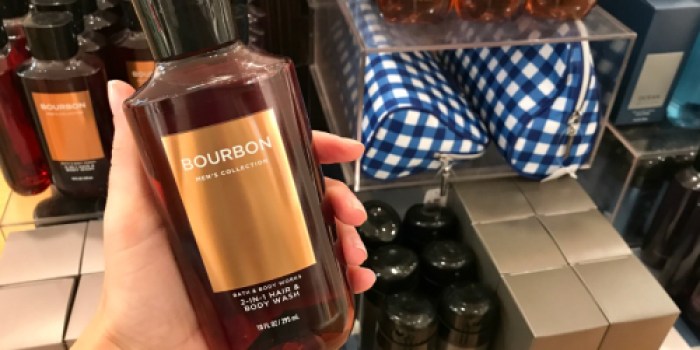 BOURBON
MEN'S COLLECTION
BATH & BODY WORKS
2-IN-1 HAIR &
BODY WASH
10 FL OZ / 295 mL
BOURBON